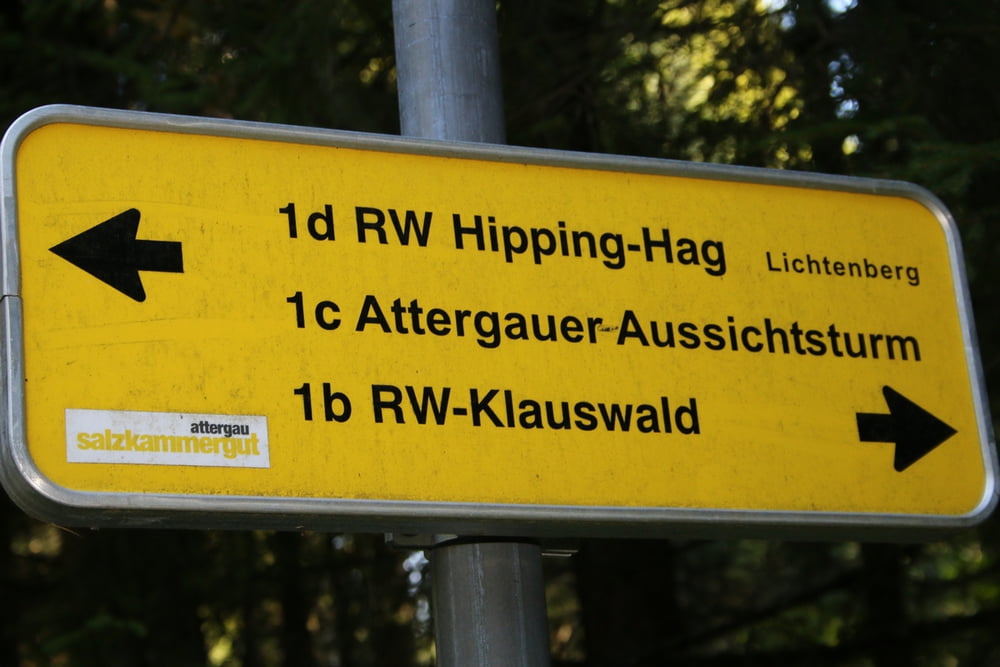 1d RW Hipping-Hag Lichtenberg
1c Attergauer Aussichtsturm
1b RW-Klauswald
attergau
salzkammergut